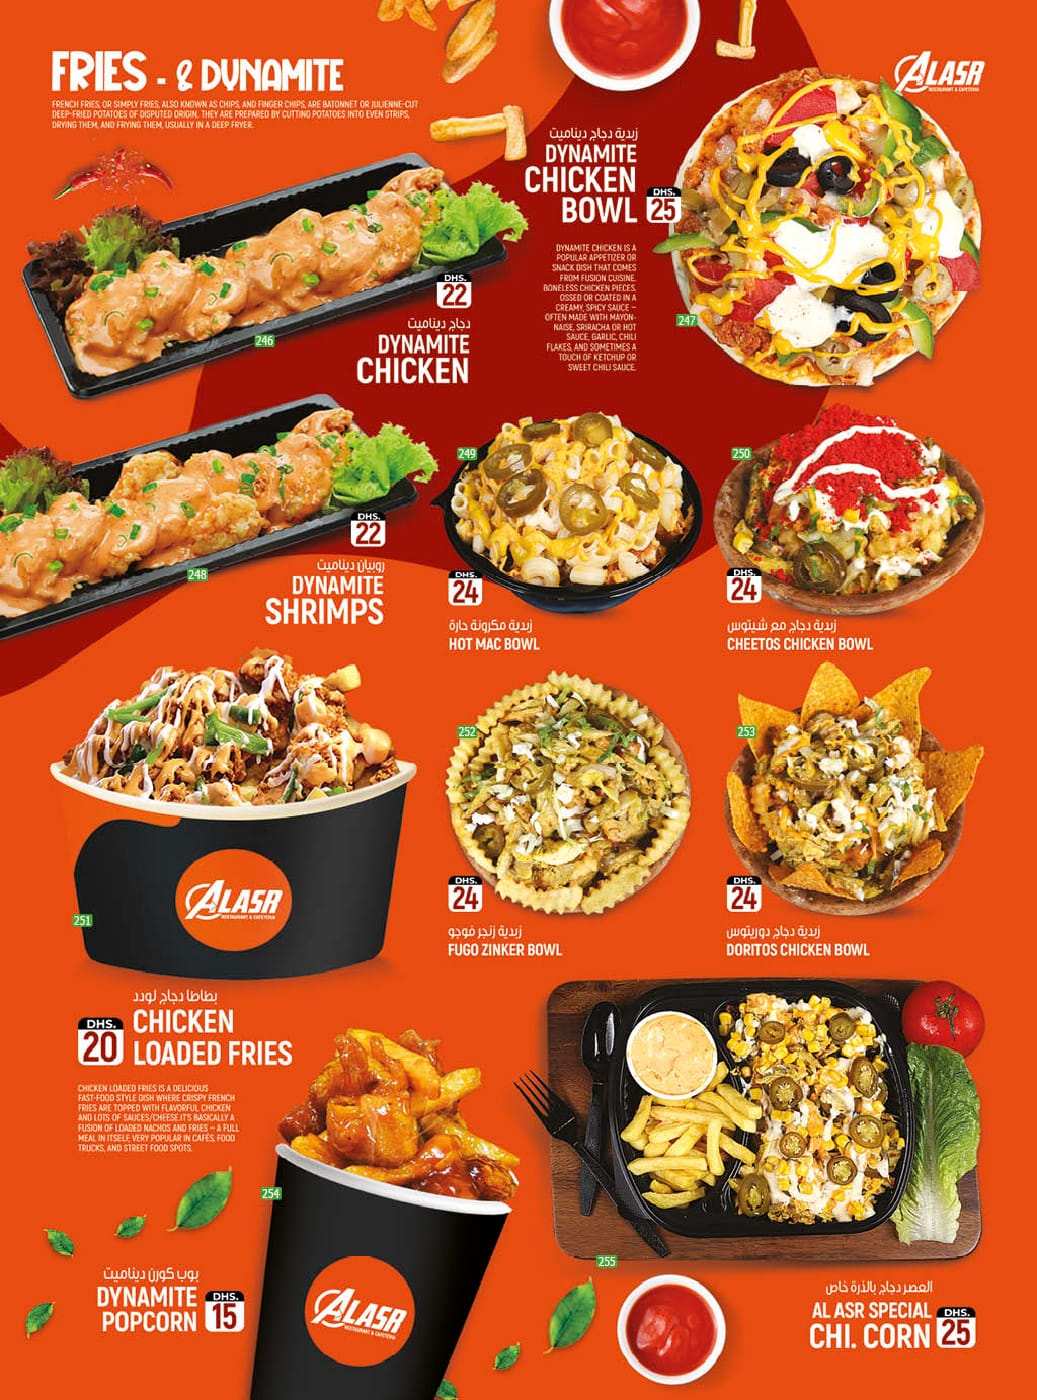 FRIES - & DYNAMITE
FRENCH FRIES, OR SIMPLY FRIES, ALSO KNOWN AS CHIPS, AND FINGER CHIPS, ARE BATONNET OR JULIENNE-CUT
DEEP-FRIED POTATOES OF DISPUTED ORIGIN. THEY ARE PREPARED BY CUTTING POTATOES INTO EVEN STRIPS,
DRYING THEM, AND FRYING THEM, USUALLY IN A DEEP FRYER.
ALASR
RESTAURANT & CAFETERIA
زبدية دجاج ديناميت
DYNAMITE
CHICKEN
BOWL
DHS.
25
DYNAMITE CHICKEN IS A
POPULAR APPETIZER OR
SNACK DISH THAT COMES
FROM FUSION CUISINE.
BONELESS CHICKEN PIECES,
OSSED OR COATED IN A
CREAMY, SPICY SAUCE —
OFTEN MADE WITH MAYON-
NAISE, SRIRACHA OR HOT
SAUCE, GARLIC, CHILI
FLAKES, AND SOMETIMES A
TOUCH OF KETCHUP OR
SWEET CHILI SAUCE.
247
DHS.
22
246
دجاج ديناميت
DYNAMITE
CHICKEN
DHS.
22
248
روبيان ديناميت
DYNAMITE
SHRIMPS
249
DHS.
24
زبدية مكرونة حارة
HOT MAC BOWL
250
DHS.
24
زبدية دجاج مع شيتوس
CHEETOS CHICKEN BOWL
ALASR
RESTAURANT & CAFETERIA
251
بطاطا دجاج لودد
DHS.
20
CHICKEN
LOADED FRIES
CHICKEN LOADED FRIES IS A DELICIOUS
FAST-FOOD STYLE DISH WHERE CRISPY FRENCH
FRIES ARE TOPPED WITH FLAVORFUL CHICKEN
AND LOTS OF SAUCES/CHEESE.IT'S BASICALLY A
FUSION OF LOADED NACHOS AND FRIES — A FULL
MEAL IN ITSELF, VERY POPULAR IN CAFÉS, FOOD
TRUCKS, AND STREET FOOD SPOTS.
252
DHS.
24
زبدية زنجر فوجو
FUGO ZINKER BOWL
253
DHS.
24
زبدية دجاج دوريتوس
DORITOS CHICKEN BOWL
254
ALASR
RESTAURANT & CAFETERIA
بوب كورن ديناميت
DYNAMITE
POPCORN
DHS.
15
255
العصر دجاج بالذرة خاص
AL ASR SPECIAL
CHI. CORN
DHS.
25